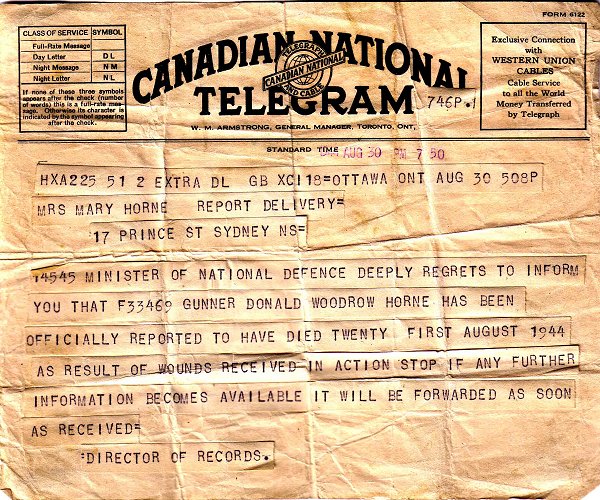 FORM 6122
CLASS OF SERVICE SYMBOL
Full-Rate Message
Day Letter D L
Night Message N M
Night Letter N L
If none of these three symbols
appears after the check (number
of words) this is a full-rate mes-
sage. Otherwise its character is
indicated by the symbol appearing
after the check.
CANADIAN NATIONAL
TELEGRAPH
CANADIAN NATIONAL
AND CABLE
TELEGRAM
W. M. ARMSTRONG, GENERAL MANAGER, TORONTO, ONT.
Exclusive Connection
with
WESTERN UNION
CABLES
Cable Service
to all the World
Money Transferred
by Telegraph
746P
STANDARD TIME
AUG 30 PM 7 50
HXA225 51 2 EXTRA DL GB XC118=OTTAWA ONT AUG 30 508P
MRS MARY HORNE REPORT DELIVERY=
17 PRINCE ST SYDNEY NS=
14545 MINISTER OF NATIONAL DEFENCE DEEPLY REGRETS TO INFORM
YOU THAT F33469 GUNNER DONALD WOODROW HORNE HAS BEEN
OFFICIALLY REPORTED TO HAVE DIED TWENTY FIRST AUGUST 1944
AS RESULT OF WOUNDS RECEIVED IN ACTION STOP IF ANY FURTHER
INFORMATION BECOMES AVAILABLE IT WILL BE FORWARDED AS SOON
AS RECEIVED=
:DIRECTOR OF RECORDS.